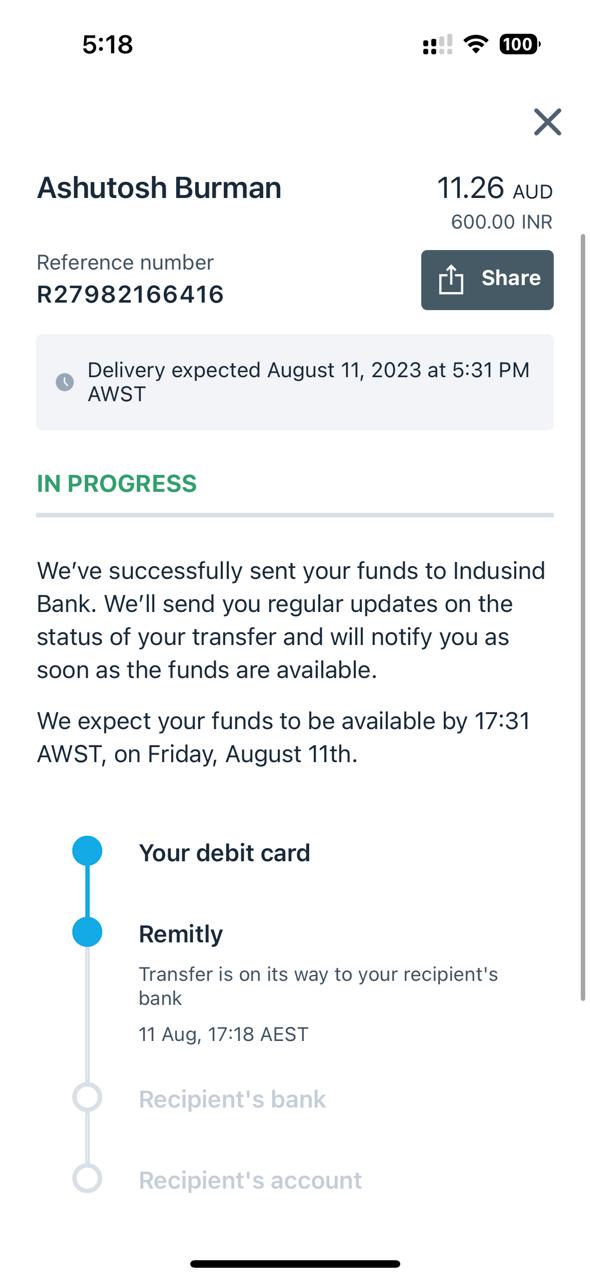 5:18
100
Ashutosh Burman
11.26 AUD
600.00 INR
Reference number
R27982166416
Share
Delivery expected August 11, 2023 at 5:31 PM
AWST
IN PROGRESS
We’ve successfully sent your funds to Indusind
Bank. We’ll send you regular updates on the
status of your transfer and will notify you as
soon as the funds are available.
We expect your funds to be available by 17:31
AWST, on Friday, August 11th.
Your debit card
Remitly
Transfer is on its way to your recipient's
bank
11 Aug, 17:18 AEST
Recipient's bank
Recipient's account